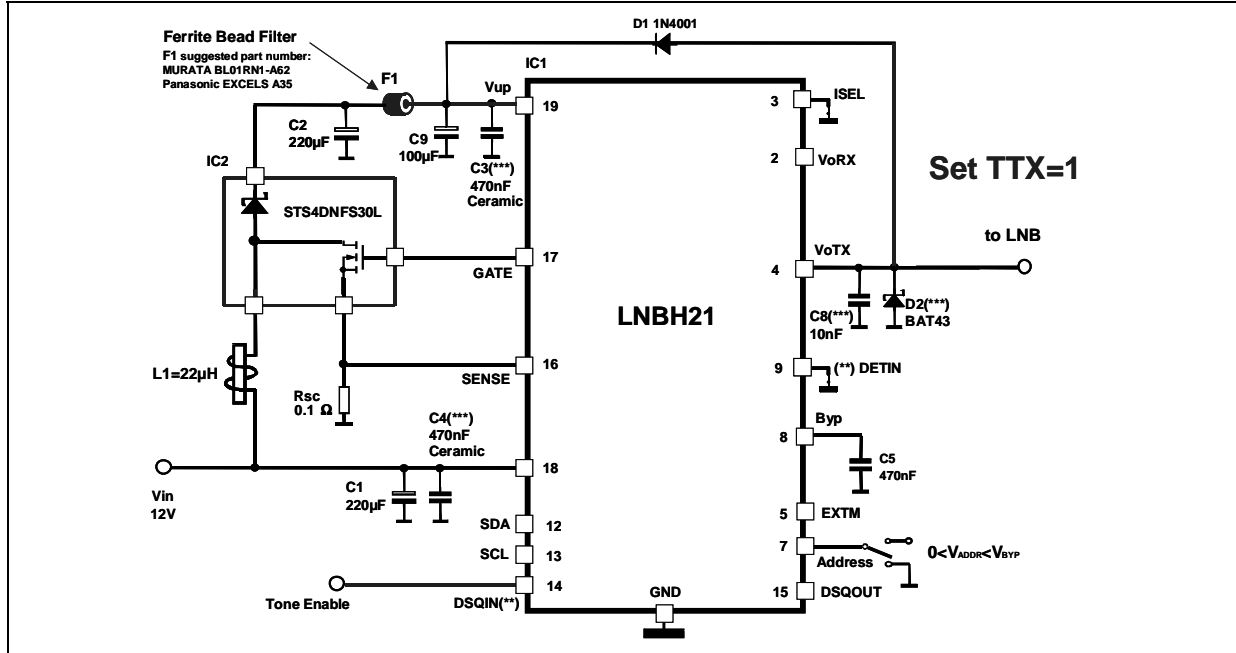 D1 1N4001
Ferrite Bead Filter
F1 suggested part number:
MURATA BL01RN1-A62
Panasonic EXCELS A35
F1
IC1
Vup
19
3
ISEL
C2
220µF
C9
100µF
C3(***)
470nF
Ceramic
2
VoRX
Set TTX=1
IC2
STS4DNFS30L
to LNB
17
GATE
VoTX
4
LNBH21
C8(***)
10nF
D2(***)
BAT43
L1=22µH
16
SENSE
9
(**) DETIN
Rsc
0.1 Ω
C4(***)
470nF
Ceramic
Byp
8
C5
470nF
18
Vin
12V
C1
220µF
5
EXTM
SDA
12
7
Address
0<VADDR<VBYP
SCL
13
14
Tone Enable
DSQIN(**)
GND
15
DSQOUT